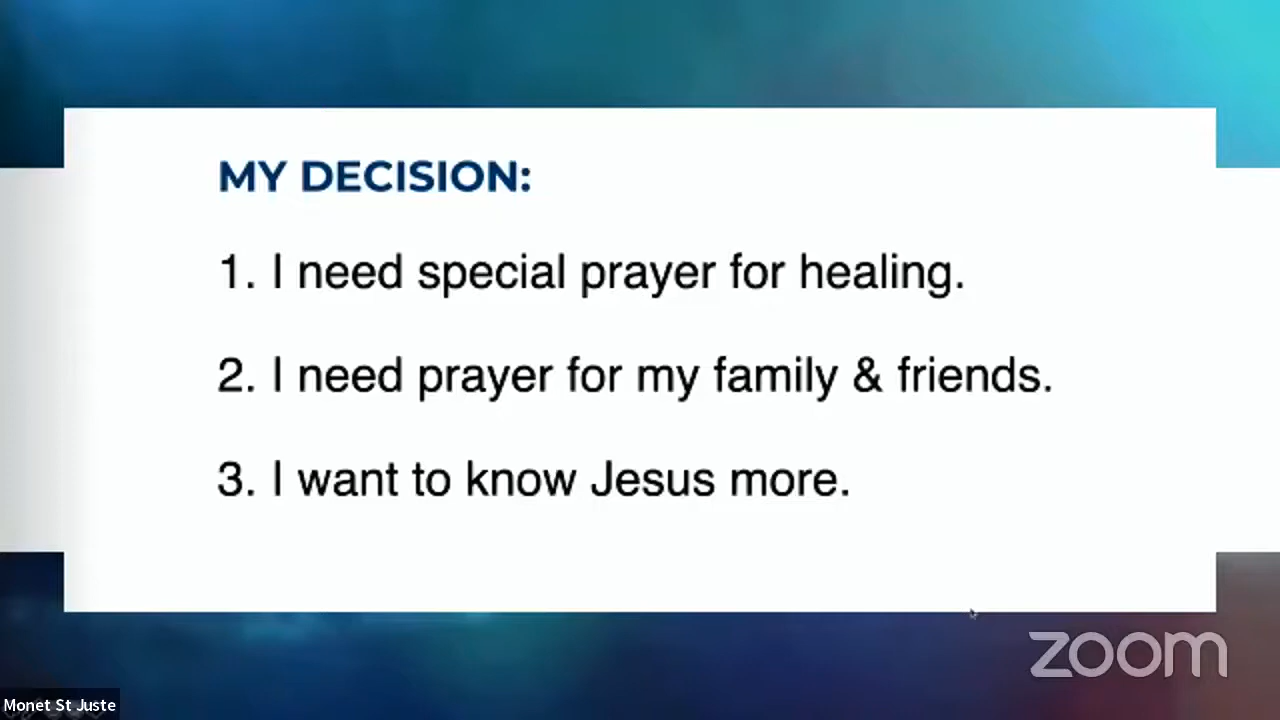 MY DECISION:
1. I need special prayer for healing.
2. I need prayer for my family & friends.
3. I want to know Jesus more.
zoom
Monet St Juste